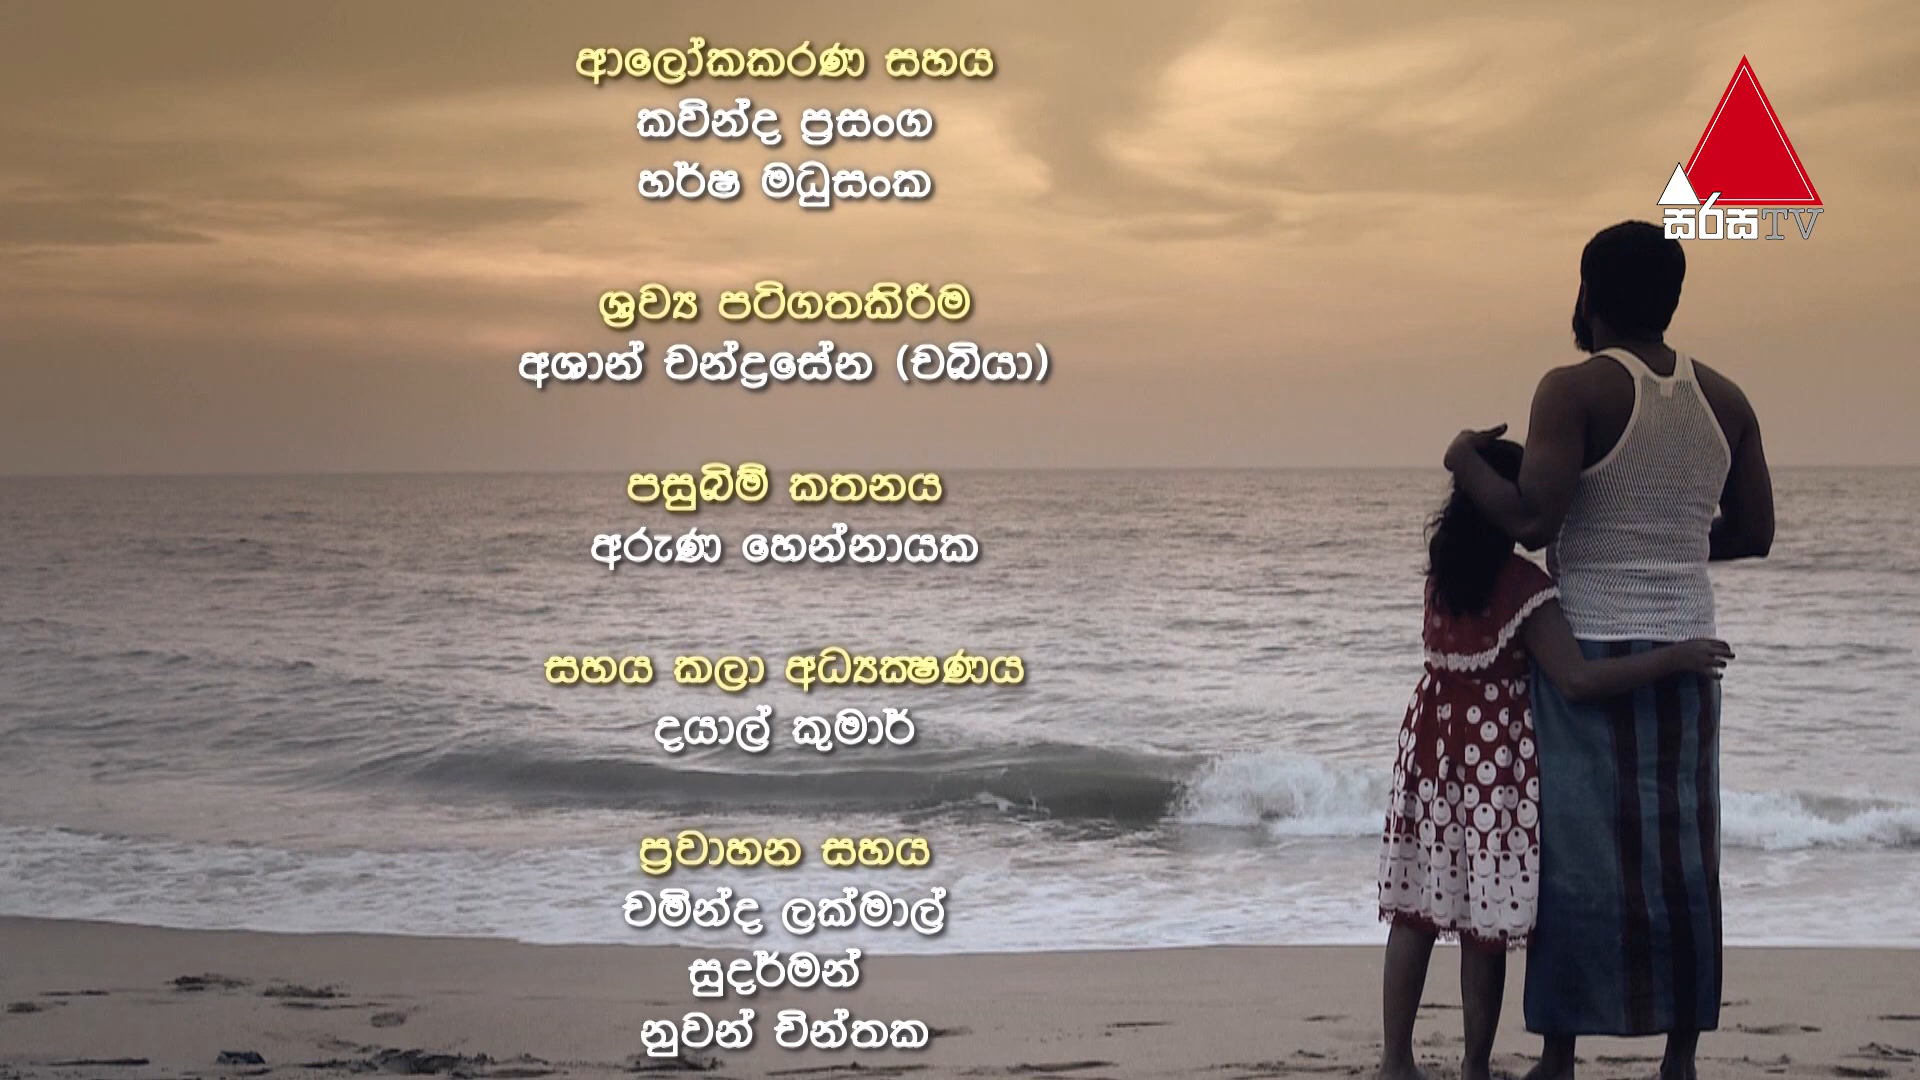 ආලෝකකරණ සහය
කවින්ද ප්‍රසංග
හර්ෂ මධුසංක
ශ්‍රව්‍ය පටිගතකිරීම
අශාන් චන්ද්‍රසේන (චබියා)
පසුබිම් කතනය
අරුණ හෙන්නායක
සහය කලා අධ්‍යක්ෂණය
දයාල් කුමාර්
ප්‍රවාහන සහය
චමින්ද ලක්මාල්
සුදර්මන්
නුවන් චින්තක
සිරස TV